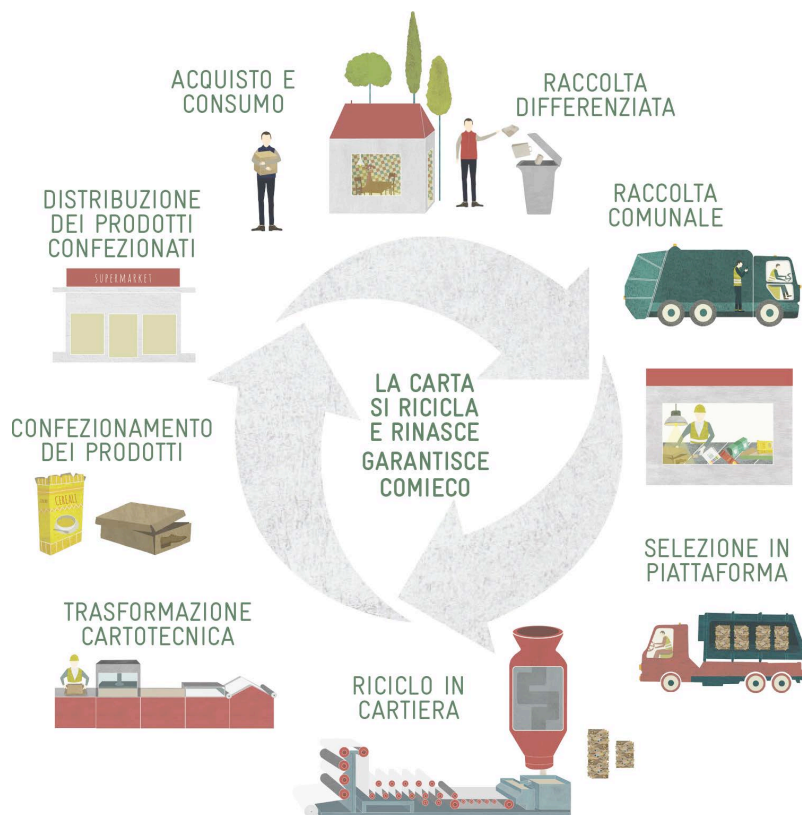 ACQUISTO E
CONSUMO
RACCOLTA
DIFFERENZIATA
RACCOLTA
COMUNALE
SELEZIONE IN
PIATTAFORMA
RICICLO IN
CARTIERA
TRASFORMAZIONE
CARTOTECNICA
CONFEZIONAMENTO
DEI PRODOTTI
CEREALI
DISTRIBUZIONE
DEI PRODOTTI
CONFEZIONATI
SUPERMARKET
LA CARTA
SI RICICLA
E RINASCE
GARANTISCE
COMIECO